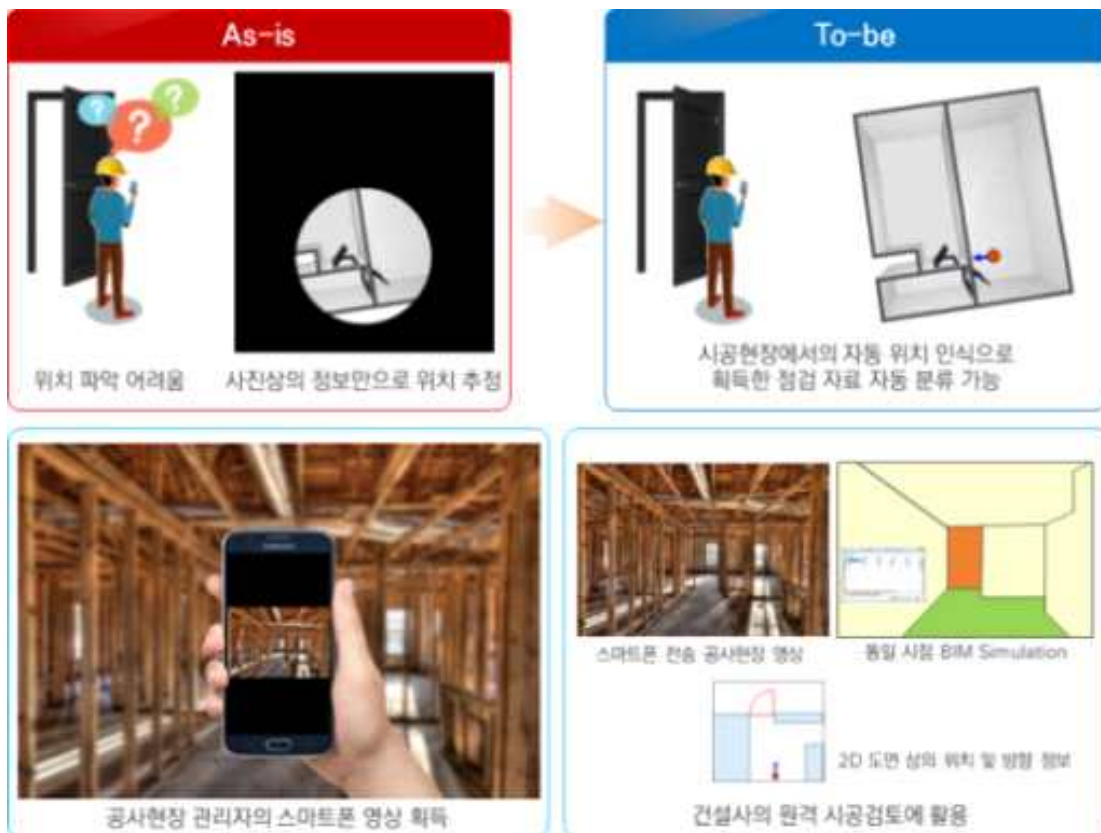 As-is
To-be
?
?
?
위치 파악 어려움
사진상의 정보만으로 위치 추정
시공현장에서의 자동 위치 인식으로
획득한 점검 자료 자동 분류 가능
공사현장 관리자의 스마트폰 영상 획득
스마트폰 전송 공사현장 영상
동일 시점 BIM Simulation
2D 도면 상의 위치 및 방향 정보
건설사의 원격 시공검토에 활용